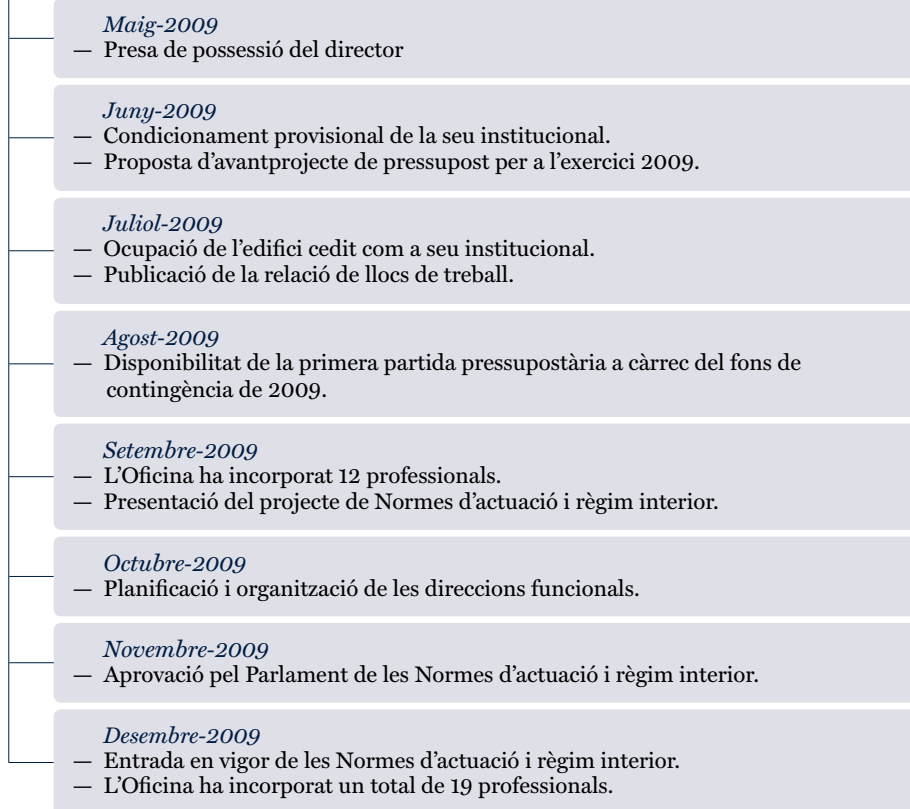 Maig-2009
— Presa de possessió del director
Juny-2009
— Condicionament provisional de la seu institucional.
— Proposta d’avantprojecte de pressupost per a l’exercici 2009.
Juliol-2009
— Ocupació de l’edifici cedit com a seu institucional.
— Publicació de la relació de llocs de treball.
Agost-2009
— Disponibilitat de la primera partida pressupostària a càrrec del fons de
contingència de 2009.
Setembre-2009
— L’Oficina ha incorporat 12 professionals.
— Presentació del projecte de Normes d’actuació i règim interior.
Octubre-2009
— Planificació i organització de les direccions funcionals.
Novembre-2009
— Aprovació pel Parlament de les Normes d’actuació i règim interior.
Desembre-2009
— Entrada en vigor de les Normes d’actuació i règim interior.
— L’Oficina ha incorporat un total de 19 professionals.